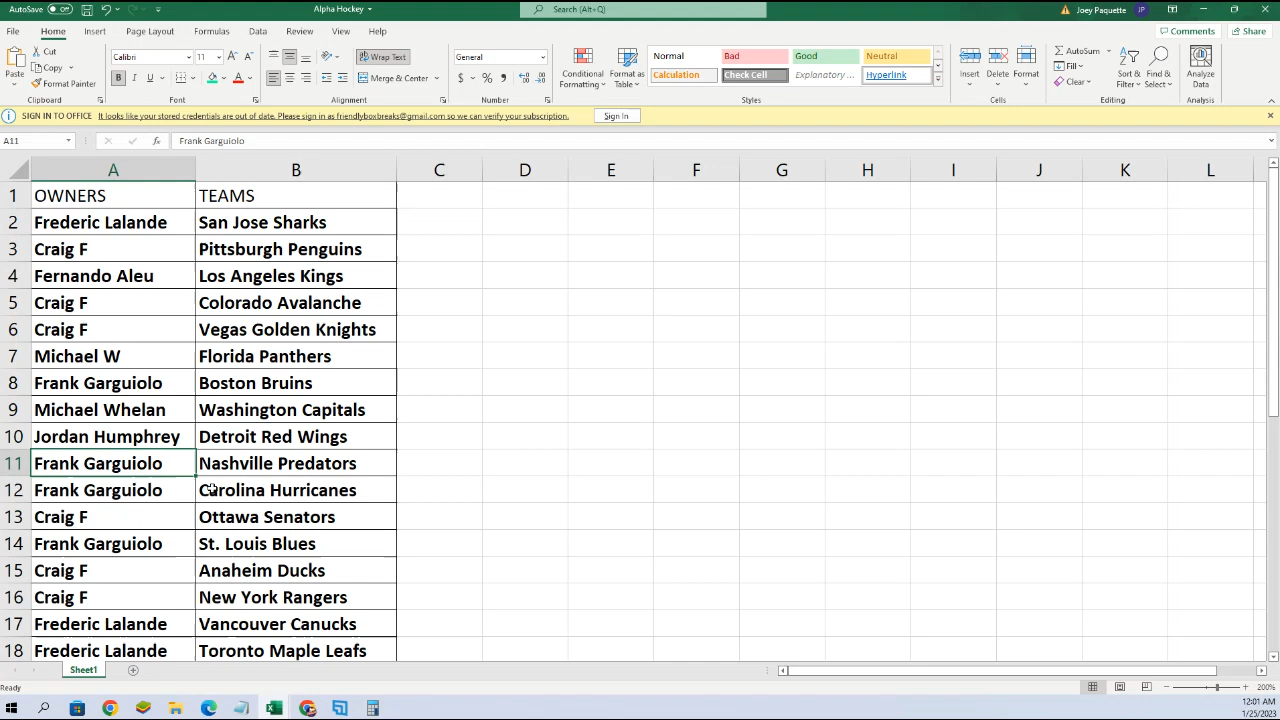 AutoSave Off Alpha Hockey Search (Alt+Q) Joey Paquette JP
File Home Insert Page Layout Formulas Data Review View Help Comments Share
Paste Cut Copy Format Painter Clipboard
Calibri 11 Font
Wrap Text Merge & Center Alignment
General Number
Conditional Formatting Format as Table
Normal Bad Good Neutral
Calculation Check Cell Explanatory ... Hyperlink
Styles
Insert Delete Format Cells
AutoSum Fill Clear Sort & Filter Find & Select Editing
Analyze Data Analysis
SIGN IN TO OFFICE It looks like your stored credentials are out of date. Please sign in as friendlyboxbreaks@gmail.com so we can verify your subscription. Sign In
A11 fx Frank Garguiolo
A B C D E F G H I J K L
1 OWNERS TEAMS
2 Frederic Lalande San Jose Sharks
3 Craig F Pittsburgh Penguins
4 Fernando Aleu Los Angeles Kings
5 Craig F Colorado Avalanche
6 Craig F Vegas Golden Knights
7 Michael W Florida Panthers
8 Frank Garguiolo Boston Bruins
9 Michael Whelan Washington Capitals
10 Jordan Humphrey Detroit Red Wings
11 Frank Garguiolo Nashville Predators
12 Frank Garguiolo Carolina Hurricanes
13 Craig F Ottawa Senators
14 Frank Garguiolo St. Louis Blues
15 Craig F Anaheim Ducks
16 Craig F New York Rangers
17 Frederic Lalande Vancouver Canucks
18 Frederic Lalande Toronto Maple Leafs
Sheet1
Ready 200%
12:01 AM
1/25/2023